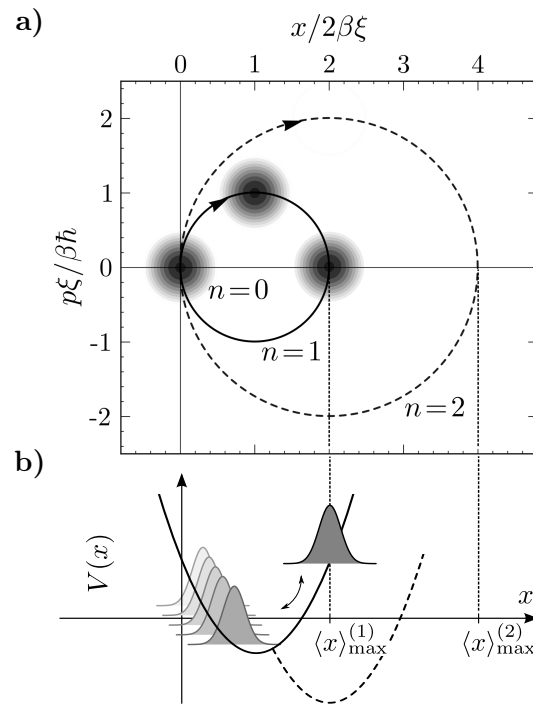 a)
x/2βξ
0 1 2 3 4
2
1
0
-1
-2
pξ/βħ
n=0
n=1
n=2
b)
V(x)
x
⟨x⟩max(1)
⟨x⟩max(2)